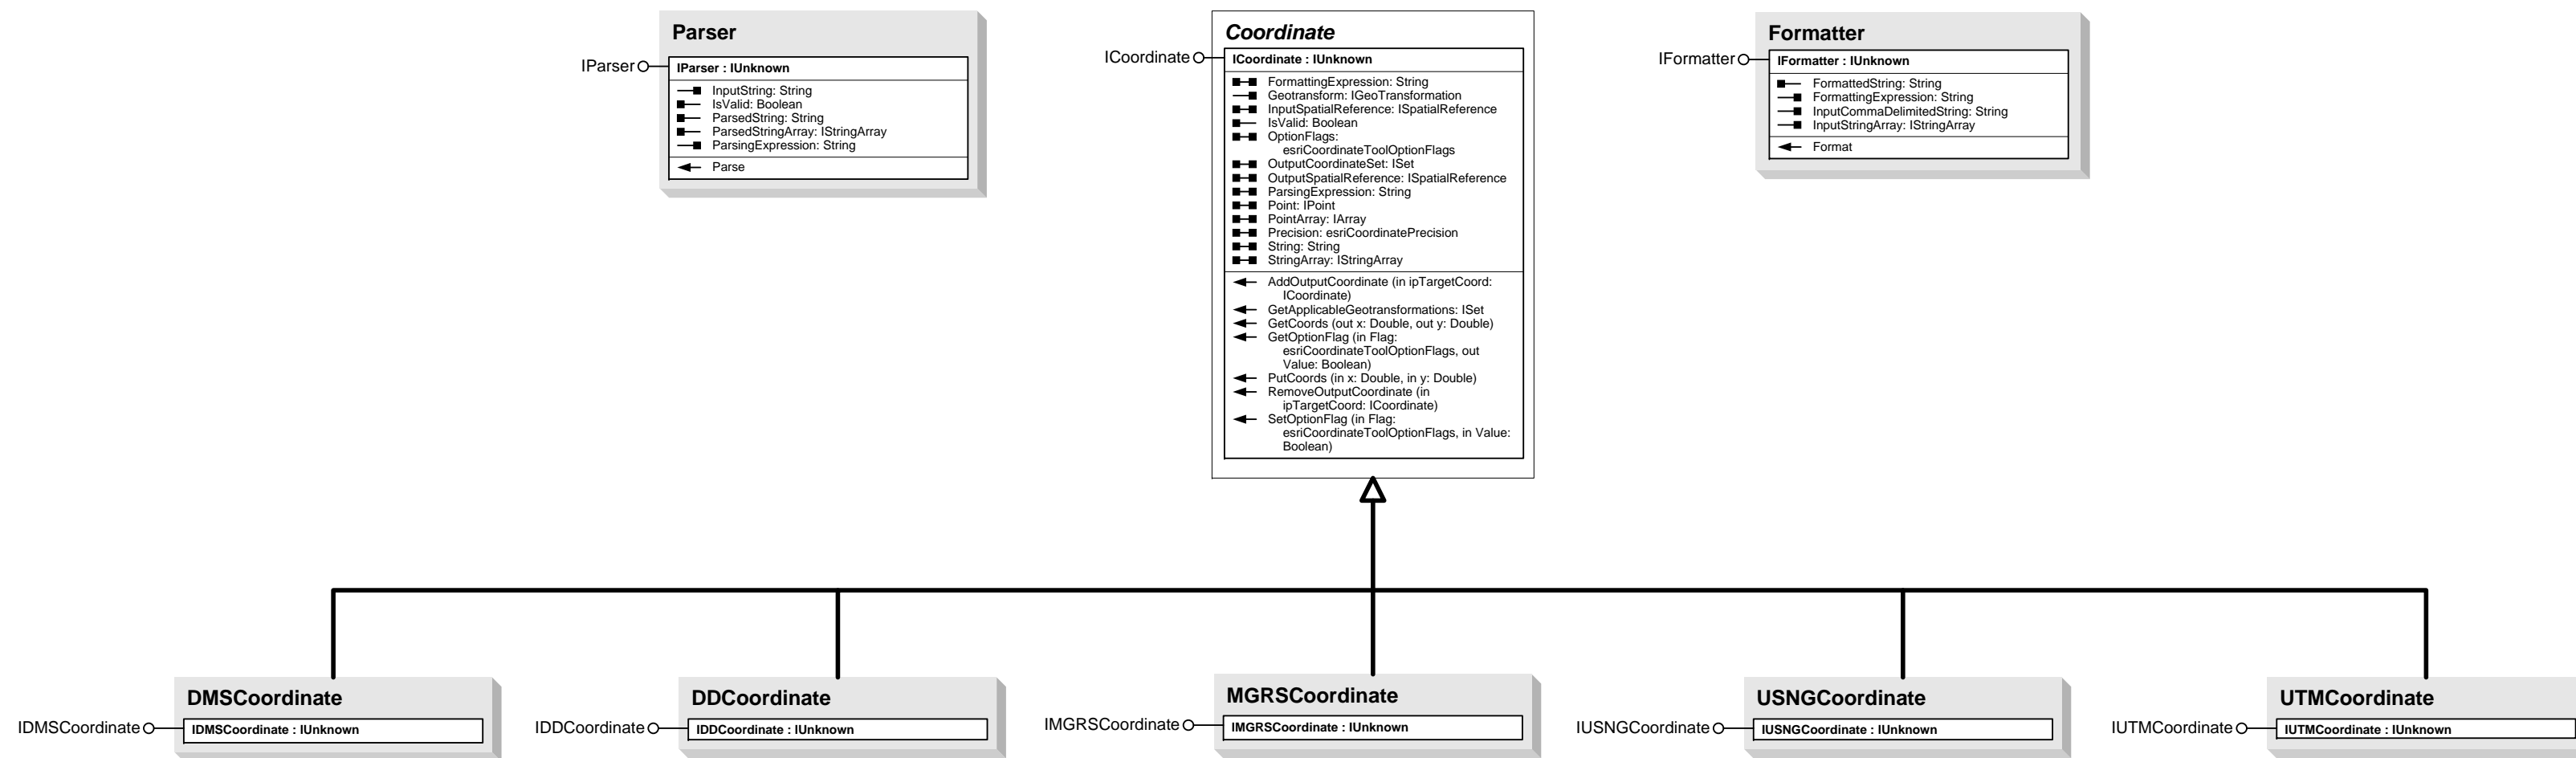 Parser
IParser
IParser : IUnknown
InputString: String
IsValid: Boolean
ParsedString: String
ParsedStringArray: IStringArray
ParsingExpression: String
Parse
Coordinate
ICoordinate
ICoordinate : IUnknown
FormattingExpression: String
Geotransform: IGeoTransformation
InputSpatialReference: ISpatialReference
IsValid: Boolean
OptionFlags:
esriCoordinateToolOptionFlags
OutputCoordinateSet: ISet
OutputSpatialReference: ISpatialReference
ParsingExpression: String
Point: IPoint
PointArray: IArray
Precision: esriCoordinatePrecision
String: String
StringArray: IStringArray
AddOutputCoordinate (in ipTargetCoord:
ICoordinate)
GetApplicableGeotransformations: ISet
GetCoords (out x: Double, out y: Double)
GetOptionFlag (in Flag:
esriCoordinateToolOptionFlags, out
Value: Boolean)
PutCoords (in x: Double, in y: Double)
RemoveOutputCoordinate (in
ipTargetCoord: ICoordinate)
SetOptionFlag (in Flag:
esriCoordinateToolOptionFlags, in Value:
Boolean)
Formatter
IFormatter
IFormatter : IUnknown
FormattedString: String
FormattingExpression: String
InputCommaDelimitedString: String
InputStringArray: IStringArray
Format
DMSCoordinate
IDMSCoordinate
IDMSCoordinate : IUnknown
DDCoordinate
IDDCoordinate
IDDCoordinate : IUnknown
MGRSCoordinate
IMGRSCoordinate
IMGRSCoordinate : IUnknown
USNGCoordinate
IUSNGCoordinate
IUSNGCoordinate : IUnknown
UTMCoordinate
IUTMCoordinate
IUTMCoordinate : IUnknown